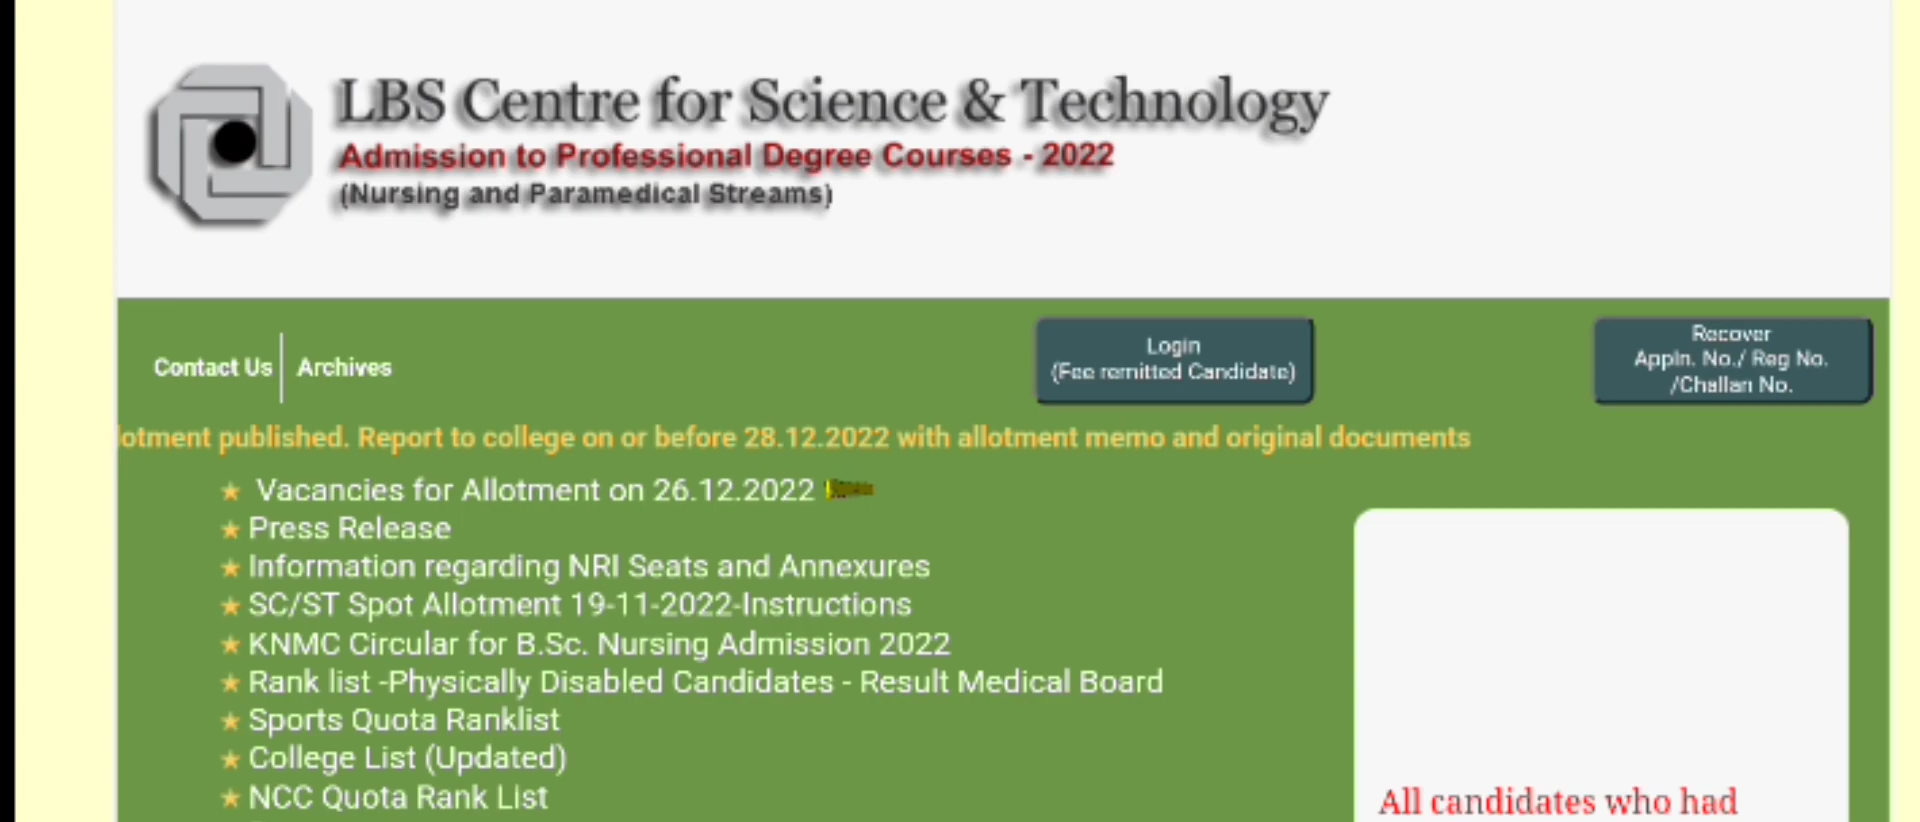 LBS Centre for Science & Technology
Admission to Professional Degree Courses - 2022
(Nursing and Paramedical Streams)
Contact Us
Archives
Login
(Fee remitted Candidate)
Recover
Appln. No./ Reg No.
/Challan No.
lotment published. Report to college on or before 28.12.2022 with allotment memo and original documents
Vacancies for Allotment on 26.12.2022
Press Release
Information regarding NRI Seats and Annexures
SC/ST Spot Allotment 19-11-2022-Instructions
KNMC Circular for B.Sc. Nursing Admission 2022
Rank list -Physically Disabled Candidates - Result Medical Board
Sports Quota Ranklist
College List (Updated)
NCC Quota Rank List
All candidates who had